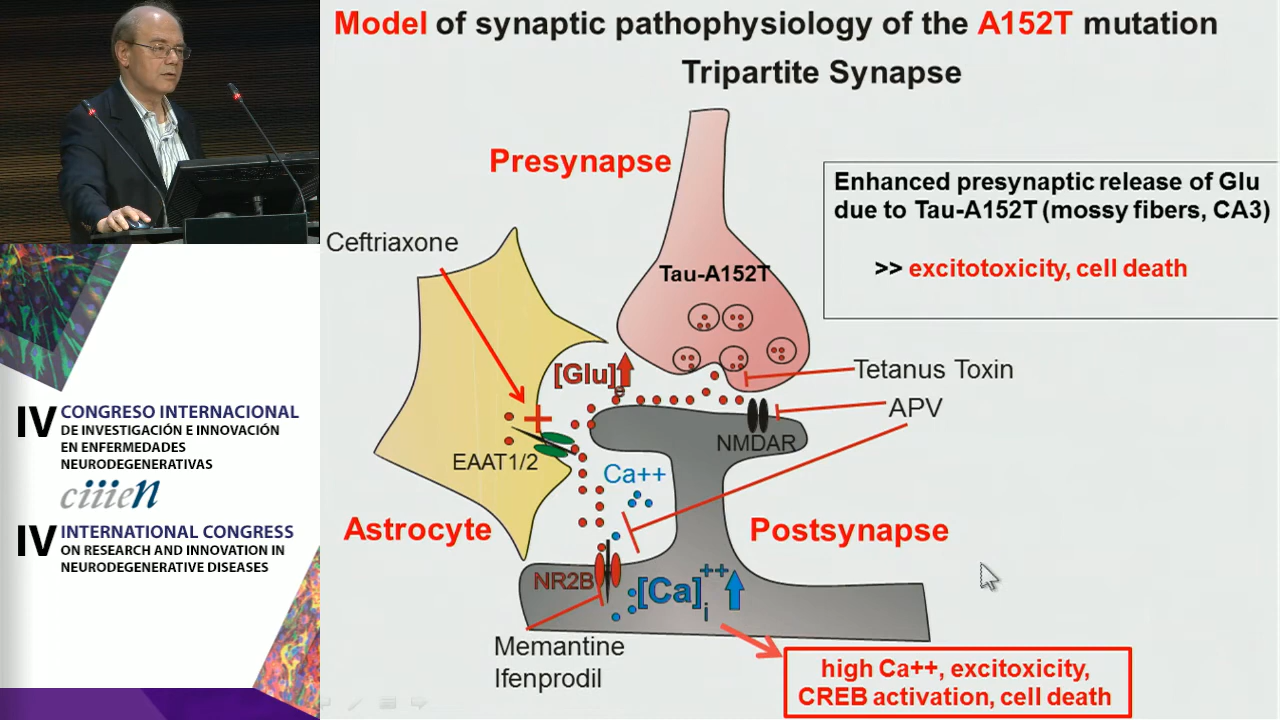 Model of synaptic pathophysiology of the A152T mutation
Tripartite Synapse
Presynapse
Enhanced presynaptic release of Glu
due to Tau-A152T (mossy fibers, CA3)
>> excitotoxicity, cell death
Ceftriaxone
Tau-A152T
[Glu]e
Tetanus Toxin
APV
NMDAR
EAAT1/2
Ca++
Astrocyte
Postsynapse
NR2B
[Ca]i++
Memantine
Ifenprodil
high Ca++, excitoxicity,
CREB activation, cell death
IV CONGRESO INTERNACIONAL
DE INVESTIGACIÓN E INNOVACIÓN
EN ENFERMEDADES
NEURODEGENERATIVAS
ciiien
IV INTERNATIONAL CONGRESS
ON RESEARCH AND INNOVATION IN
NEURODEGENERATIVE DISEASES